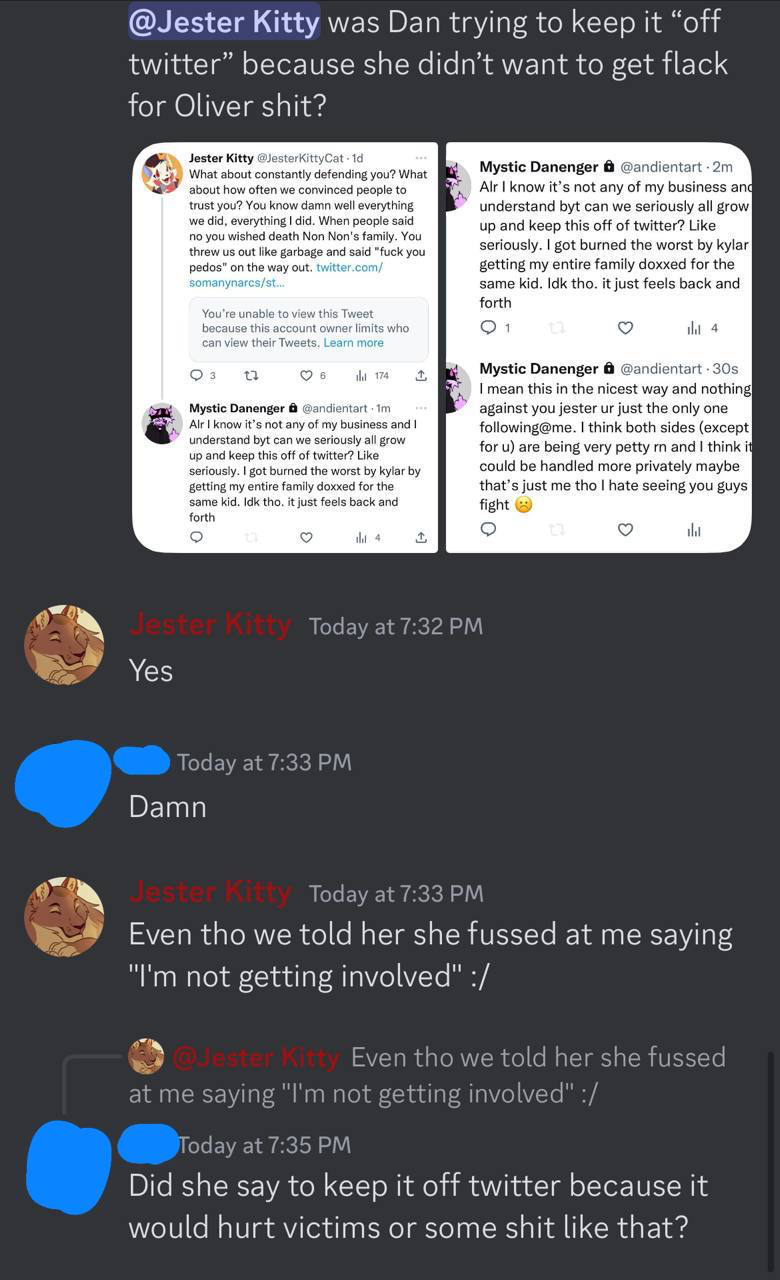 @Jester Kitty was Dan trying to keep it “off
twitter” because she didn’t want to get flack
for Oliver shit?
Jester Kitty @JesterKittyCat · 1d
What about constantly defending you? What
about how often we convinced people to
trust you? You know damn well everything
we did, everything I did. When people said
no you wished death Non Non's family. You
threw us out like garbage and said "fuck you
pedos" on the way out. twitter.com/
somanynarcs/st...
You're unable to view this Tweet
because this account owner limits who
can view their Tweets. Learn more
3 6 174
Mystic Danenger @andientart · 1m
Alr I know it’s not any of my business and I
understand byt can we seriously all grow
up and keep this off of twitter? Like
seriously. I got burned the worst by kylar by
getting my entire family doxxed for the
same kid. Idk tho. it just feels back and
forth
4
Mystic Danenger @andientart · 2m
Alr I know it’s not any of my business and
understand byt can we seriously all grow
up and keep this off of twitter? Like
seriously. I got burned the worst by kylar
getting my entire family doxxed for the
same kid. Idk tho. it just feels back and
forth
1 4
Mystic Danenger @andientart · 30s
I mean this in the nicest way and nothing
against you jester ur just the only one
following@me. I think both sides (except
for u) are being very petty rn and I think it
could be handled more privately maybe
that’s just me tho I hate seeing you guys
fight ☹️
Jester Kitty Today at 7:32 PM
Yes
Today at 7:33 PM
Damn
Jester Kitty Today at 7:33 PM
Even tho we told her she fussed at me saying
"I'm not getting involved" :/
@Jester Kitty Even tho we told her she fussed
at me saying "I'm not getting involved" :/
Today at 7:35 PM
Did she say to keep it off twitter because it
would hurt victims or some shit like that?